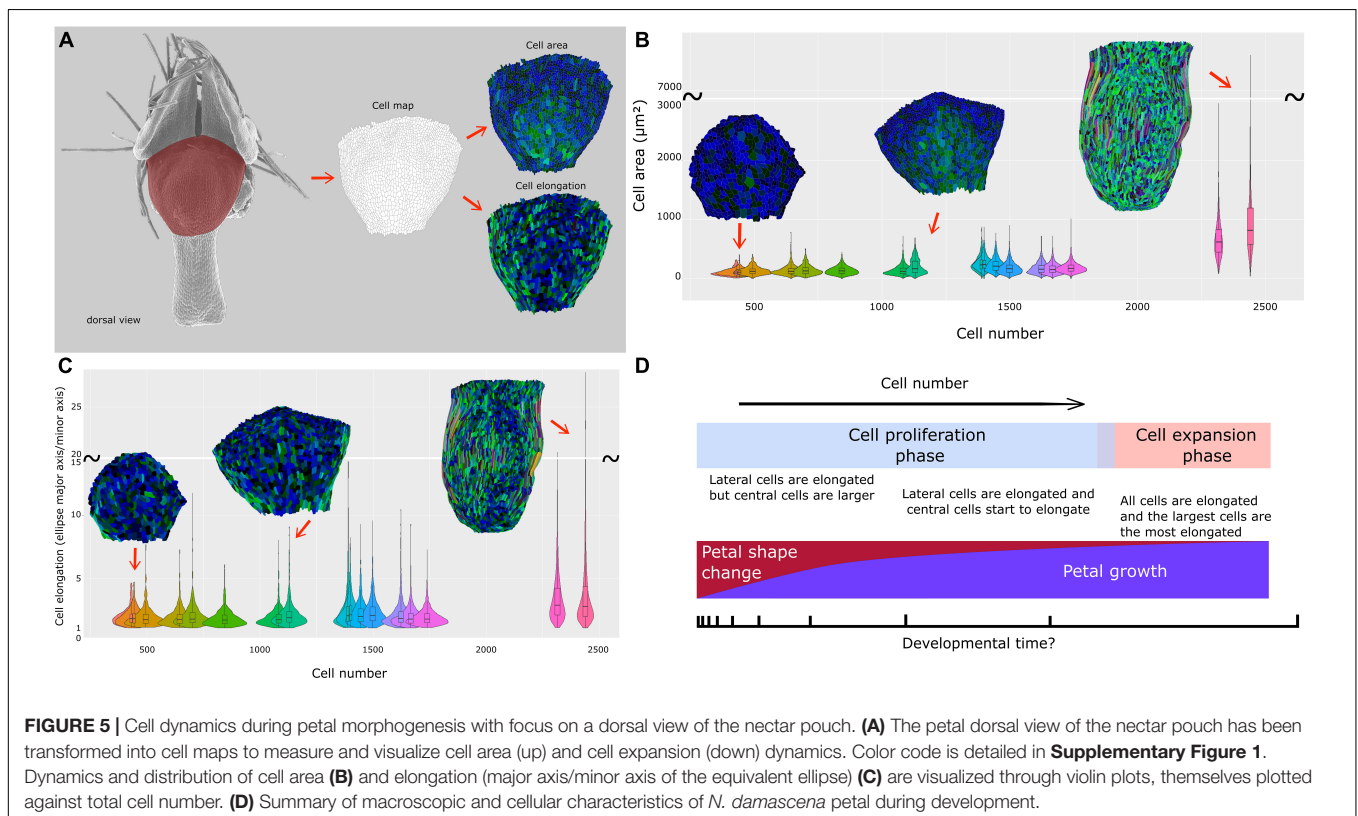 A
Cell area
Cell map
Cell elongation
dorsal view
B
Cell area (µm²)
7000
3000
2000
1000
0
500
1000
1500
2000
2500
Cell number
C
Cell elongation (ellipse major axis/minor axis)
25
20
15
10
5
1
0
500
1000
1500
2000
2500
Cell number
D
Cell number
Cell proliferation
phase
Cell expansion
phase
Lateral cells are elongated
but central cells are larger
Lateral cells are elongated and
central cells start to elongate
All cells are elongated
and the largest cells are
the most elongated
Petal shape
change
Petal growth
Developmental time?
FIGURE 5 | Cell dynamics during petal morphogenesis with focus on a dorsal view of the nectar pouch. (A) The petal dorsal view of the nectar pouch has been
transformed into cell maps to measure and visualize cell area (up) and cell expansion (down) dynamics. Color code is detailed in Supplementary Figure 1.
Dynamics and distribution of cell area (B) and elongation (major axis/minor axis of the equivalent ellipse) (C) are visualized through violin plots, themselves plotted
against total cell number. (D) Summary of macroscopic and cellular characteristics of N. damascena petal during development.